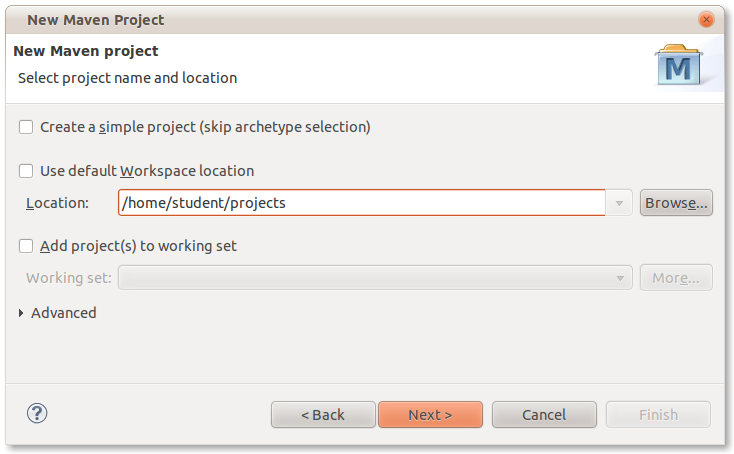 New Maven Project
New Maven project
Select project name and location
M
Create a simple project (skip archetype selection)
Use default Workspace location
Location: /home/student/projects Browse...
Add project(s) to working set
Working set: More...
Advanced
? < Back Next > Cancel Finish